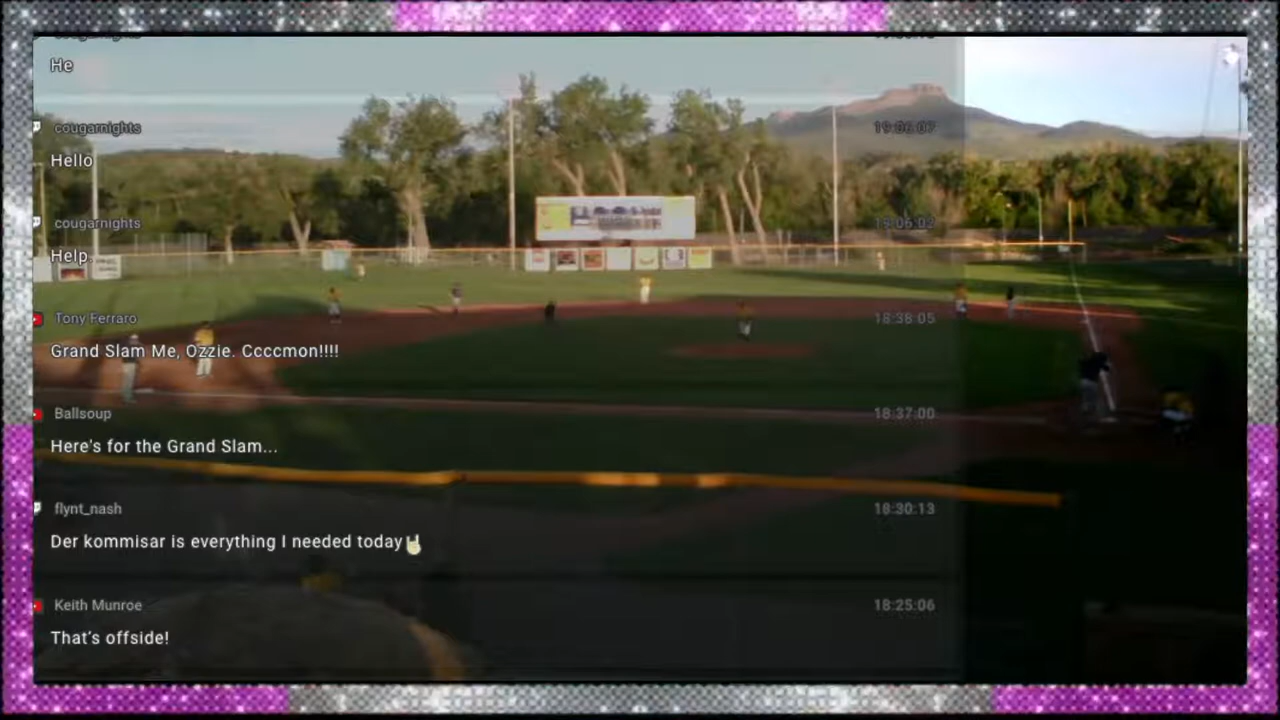 cougarnights
He
cougarnights 19:06:07
Hello
cougarnights 19:06:02
Help.
Tony Ferraro 18:38:05
Grand Slam Me, Ozzie. Ccccmon!!!!
Ballsoup 18:37:00
Here's for the Grand Slam...
flynt_nash 18:30:13
Der kommisar is everything I needed today🤘
Keith Munroe 18:25:06
That's offside!